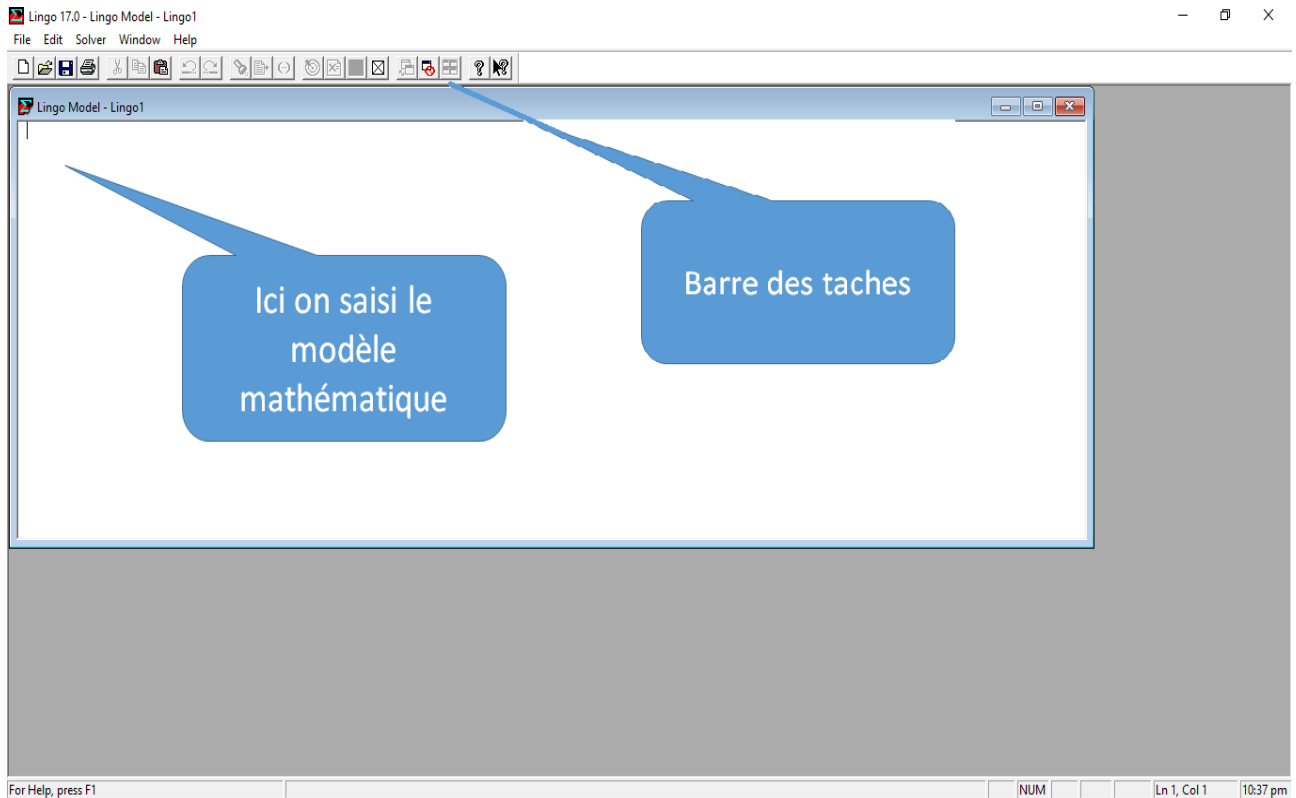 Lingo 17.0 - Lingo Model - Lingo1
File Edit Solver Window Help
Lingo Model - Lingo1
Ici on saisi le
modèle
mathématique
Barre des taches
For Help, press F1
NUM
Ln 1, Col 1
10:37 pm